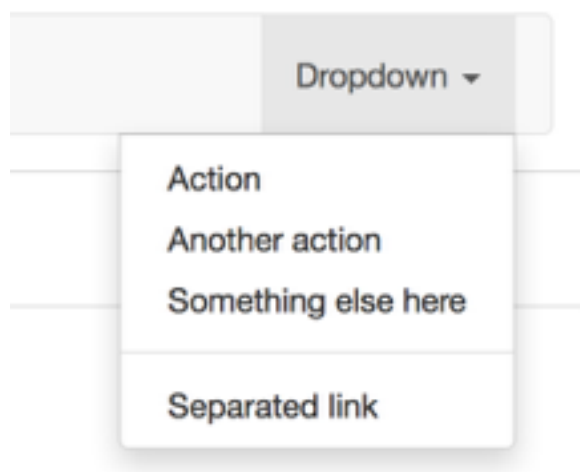 Dropdown
Action
Another action
Something else here
Separated link